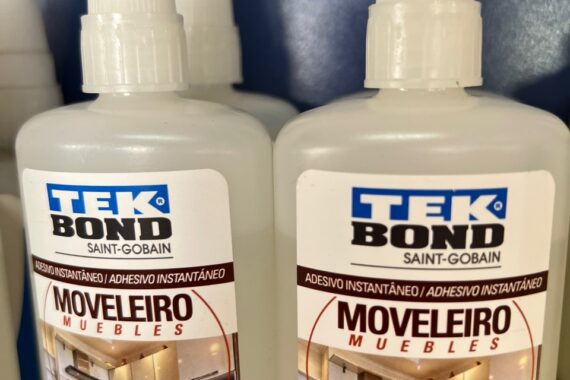 TEK®
BOND
SAINT-GOBAIN
ADESIVO INSTANTÂNEO / ADHESIVO INSTANTÁNEO
MOVELEIRO
MUEBLES
TEK®
BOND
SAINT-GOBAIN
ADESIVO INSTANTÂNEO / ADHESIVO INSTANTÁNEO
MOVELEIRO
MUEBLES